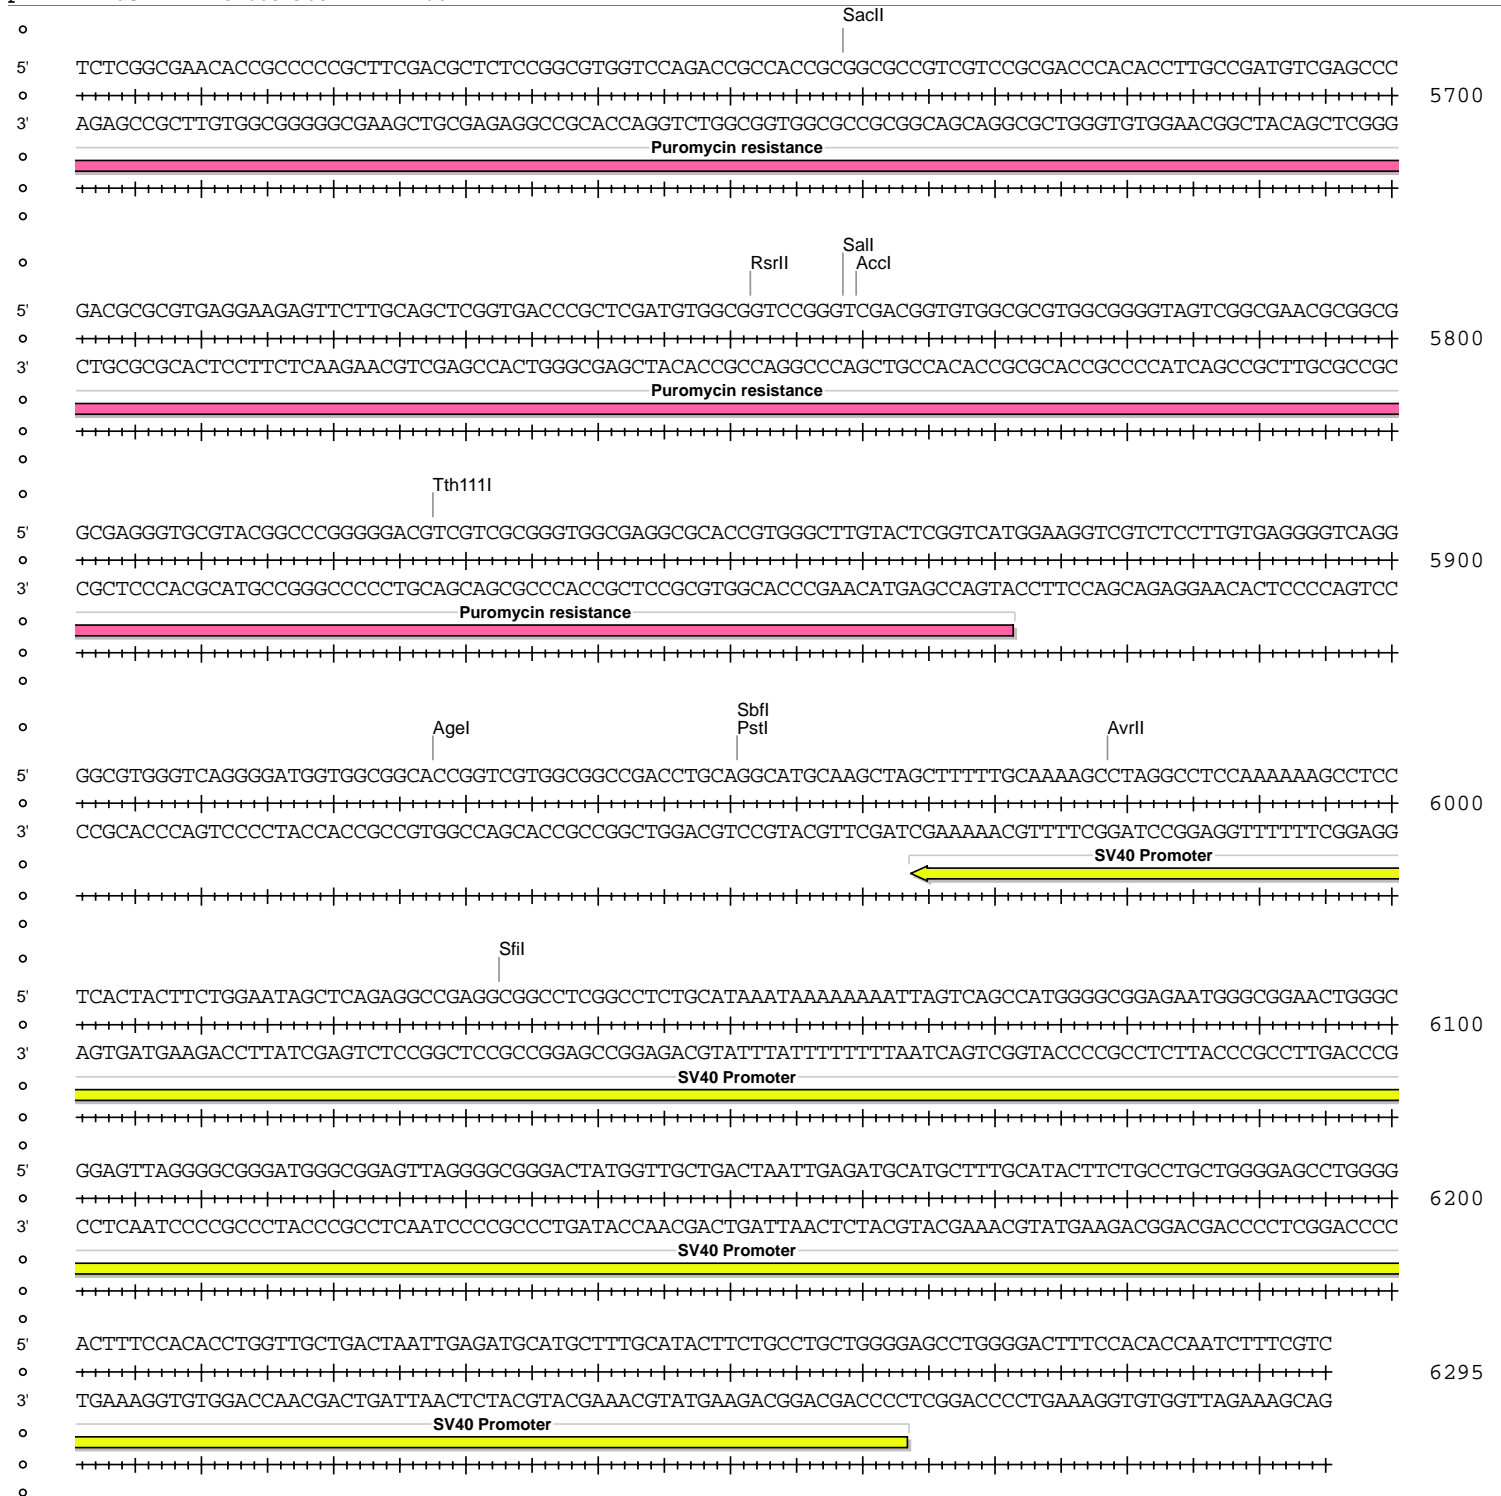 SacII
5' TCTCGGCGAACACCGCCCCCGCTTCGACGCTCTCCGGCGTGGTCCAGACCGCCACCGCGGCGCCGTCGTCCGCGACCCACACCTTGCCGATGTCGAGCCC
5700
3' AGAGCCGCTTGTGGCGGGGGCGAAGCTGCGAGAGGCCGCACCAGGTCTGGCGGTGGCGCCGCGGCAGCAGGCGCTGGGTGTGGAACGGCTACAGCTCGGG
Puromycin resistance
SalI
RsrII AccI
5' GACGCGCGTGAGGAAGAGTTCTTGCAGCTCGGTGACCCGCTCGATGTGGCGGTCCGGGTCGACGGTGTGGCGCGTGGCGGGGTAGTCGGCGAACGCGGCG
5800
3' CTGCGCGCACTCCTTCTCAAGAACGTCGAGCCACTGGGCGAGCTACACCGCCAGGCCCAGCTGCCACACCGCGCACCGCCCCATCAGCCGCTTGCGCCGC
Puromycin resistance
Tth111I
5' GCGAGGGTGCGTACGGCCCGGGGGACGTCGTCGCGGGTGGCGAGGCGCACCGTGGGCTTGTACTCGGTCATGGAAGGTCGTCTCCTTGTGAGGGGTCAGG
5900
3' CGCTCCCACGCATGCCGGGCCCCCTGCAGCAGCGCCCACCGCTCCGCGTGGCACCCGAACATGAGCCAGTACCTTCCAGCAGAGGAACACTCCCCAGTCC
Puromycin resistance
SbfI
AgeI PstI AvrII
5' GGCGTGGGTCAGGGGATGGTGGCGGCACCGGTCGTGGCGGCCGACCTGCAGGCATGCAAGCTAGCTTTTTGCAAAAGCCTAGGCCTCCAAAAAAGCCTCC
6000
3' CCGCACCCAGTCCCCTACCACCGCCGTGGCCAGCACCGCCGGCTGGACGTCCGTACGTTCGATCGAAAAACGTTTTCGGATCCGGAGGTTTTTTCGGAGG
SV40 Promoter
SfiI
5' TCACTACTTCTGGAATAGCTCAGAGGCCGAGGCGGCCTCGGCCTCTGCATAAATAAAAAAAATTAGTCAGCCATGGGGCGGAGAATGGGCGGAACTGGGC
6100
3' AGTGATGAAGACCTTATCGAGTCTCCGGCTCCGCCGGAGCCGGAGACGTATTTATTTTTTTTAATCAGTCGGTACCCCGCCTCTTACCCGCCTTGACCCG
SV40 Promoter
5' GGAGTTAGGGGCGGGATGGGCGGAGTTAGGGGCGGGACTATGGTTGCTGACTAATTGAGATGCATGCTTTGCATACTTCTGCCTGCTGGGGAGCCTGGGG
6200
3' CCTCAATCCCCGCCCTACCCGCCTCAATCCCCGCCCTGATACCAACGACTGATTAACTCTACGTACGAAACGTATGAAGACGGACGACCCCTCGGACCCC
SV40 Promoter
5' ACTTTCCACACCTGGTTGCTGACTAATTGAGATGCATGCTTTGCATACTTCTGCCTGCTGGGGAGCCTGGGGACTTTCCACACCAATCTTTCGTC
6295
3' TGAAAGGTGTGGACCAACGACTGATTAACTCTACGTACGAAACGTATGAAGACGGACGACCCCTCGGACCCCTGAAAGGTGTGGTTAGAAAGCAG
SV40 Promoter